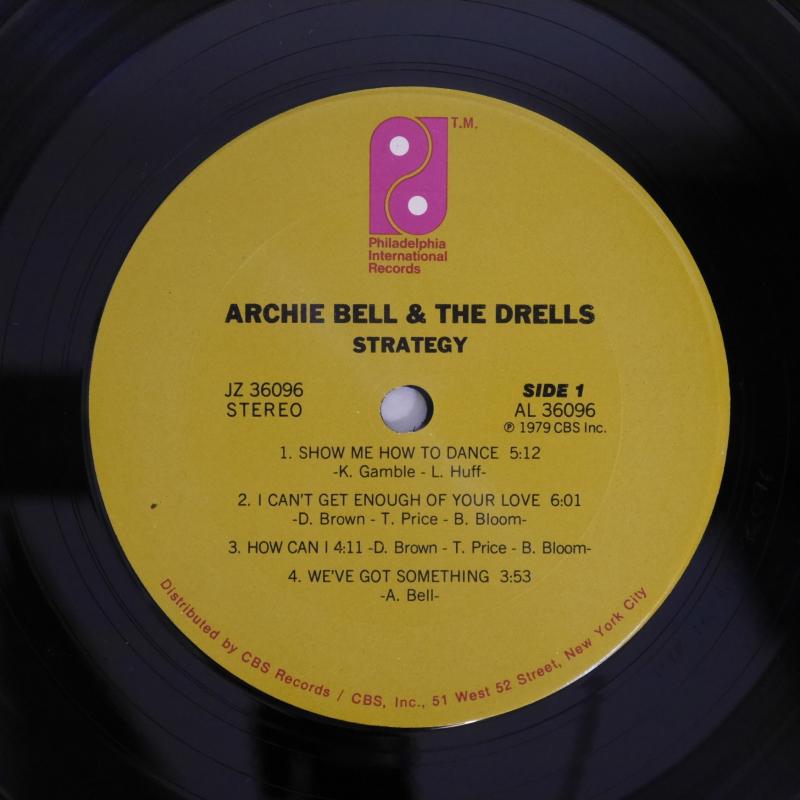 T.M.
Philadelphia
International
Records
ARCHIE BELL & THE DRELLS
STRATEGY
JZ 36096
STEREO
SIDE 1
AL 36096
℗ 1979 CBS Inc.
1. SHOW ME HOW TO DANCE 5:12
-K. Gamble - L. Huff-
2. I CAN'T GET ENOUGH OF YOUR LOVE 6:01
-D. Brown - T. Price - B. Bloom-
3. HOW CAN I 4:11 -D. Brown - T. Price - B. Bloom-
4. WE'VE GOT SOMETHING 3:53
-A. Bell-
Distributed by CBS Records / CBS, Inc., 51 West 52 Street, New York City